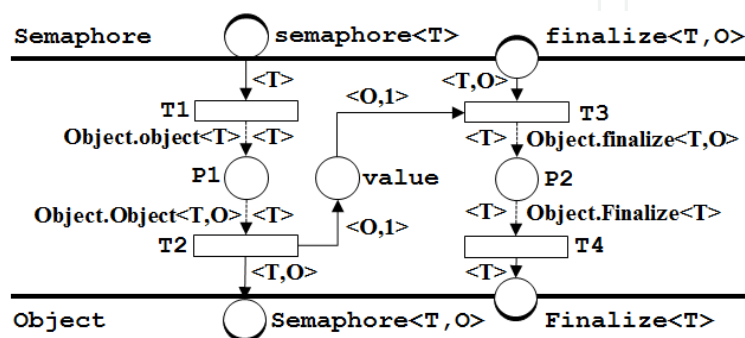 Semaphore semaphore<T> finalize<T,O>
<T> <T,O>
<O,1>
T1 T3
Object.object<T> <T> <T> Object.finalize<T,O>
P1 value P2
Object.Object<T,O> <T> <T> Object.Finalize<T>
<O,1>
T2 T4
<T,O> <T>
Object Semaphore<T,O> Finalize<T>